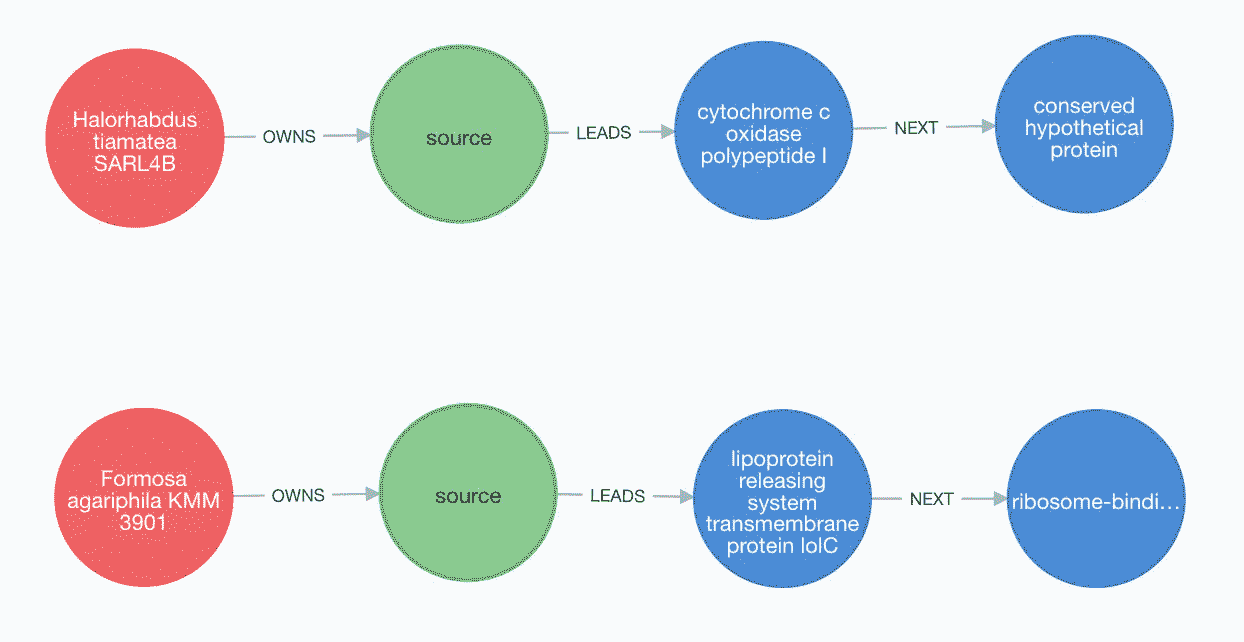 Halorhabdus
tiamatea
SARL4B
OWNS
source
LEADS
cytochrome c
oxidase
polypeptide I
NEXT
conserved
hypothetical
protein
Formosa
agariphila KMM
3901
OWNS
source
LEADS
lipoprotein
releasing
system
transmembrane
protein lolC
NEXT
ribosome-bindi…